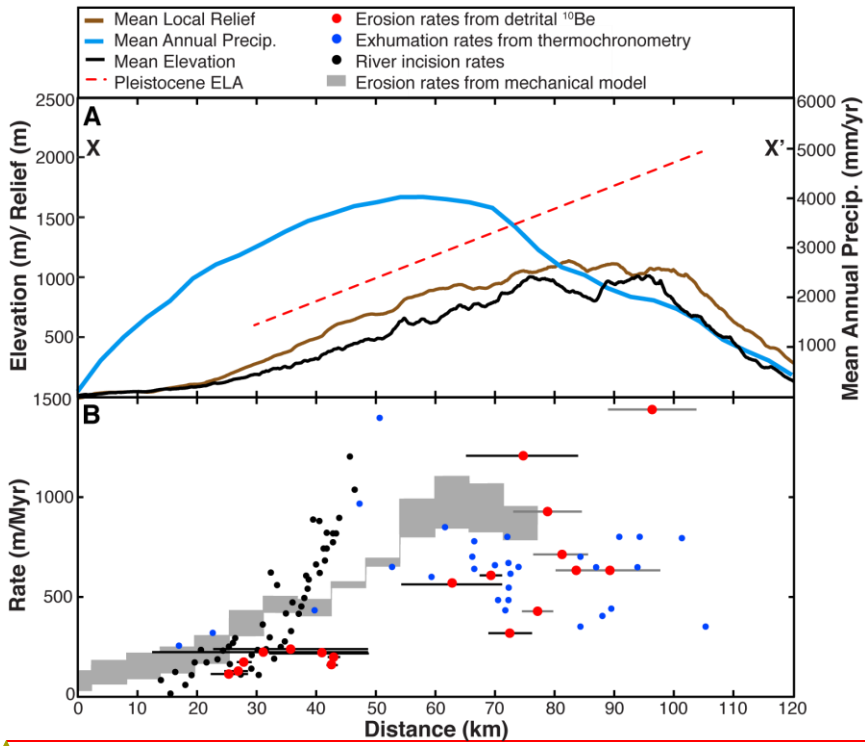 Mean Local Relief
Mean Annual Precip.
Mean Elevation
Pleistocene ELA
Erosion rates from detrital ¹⁰Be
Exhumation rates from thermochronometry
River incision rates
Erosion rates from mechanical model
A
X
X'
Elevation (m)/ Relief (m)
2500
2000
1500
1000
500
Mean Annual Precip. (mm/yr)
6000
5000
4000
3000
2000
1000
B
Rate (m/Myr)
1500
1000
500
0
0 10 20 30 40 50 60 70 80 90 100 110 120
Distance (km)